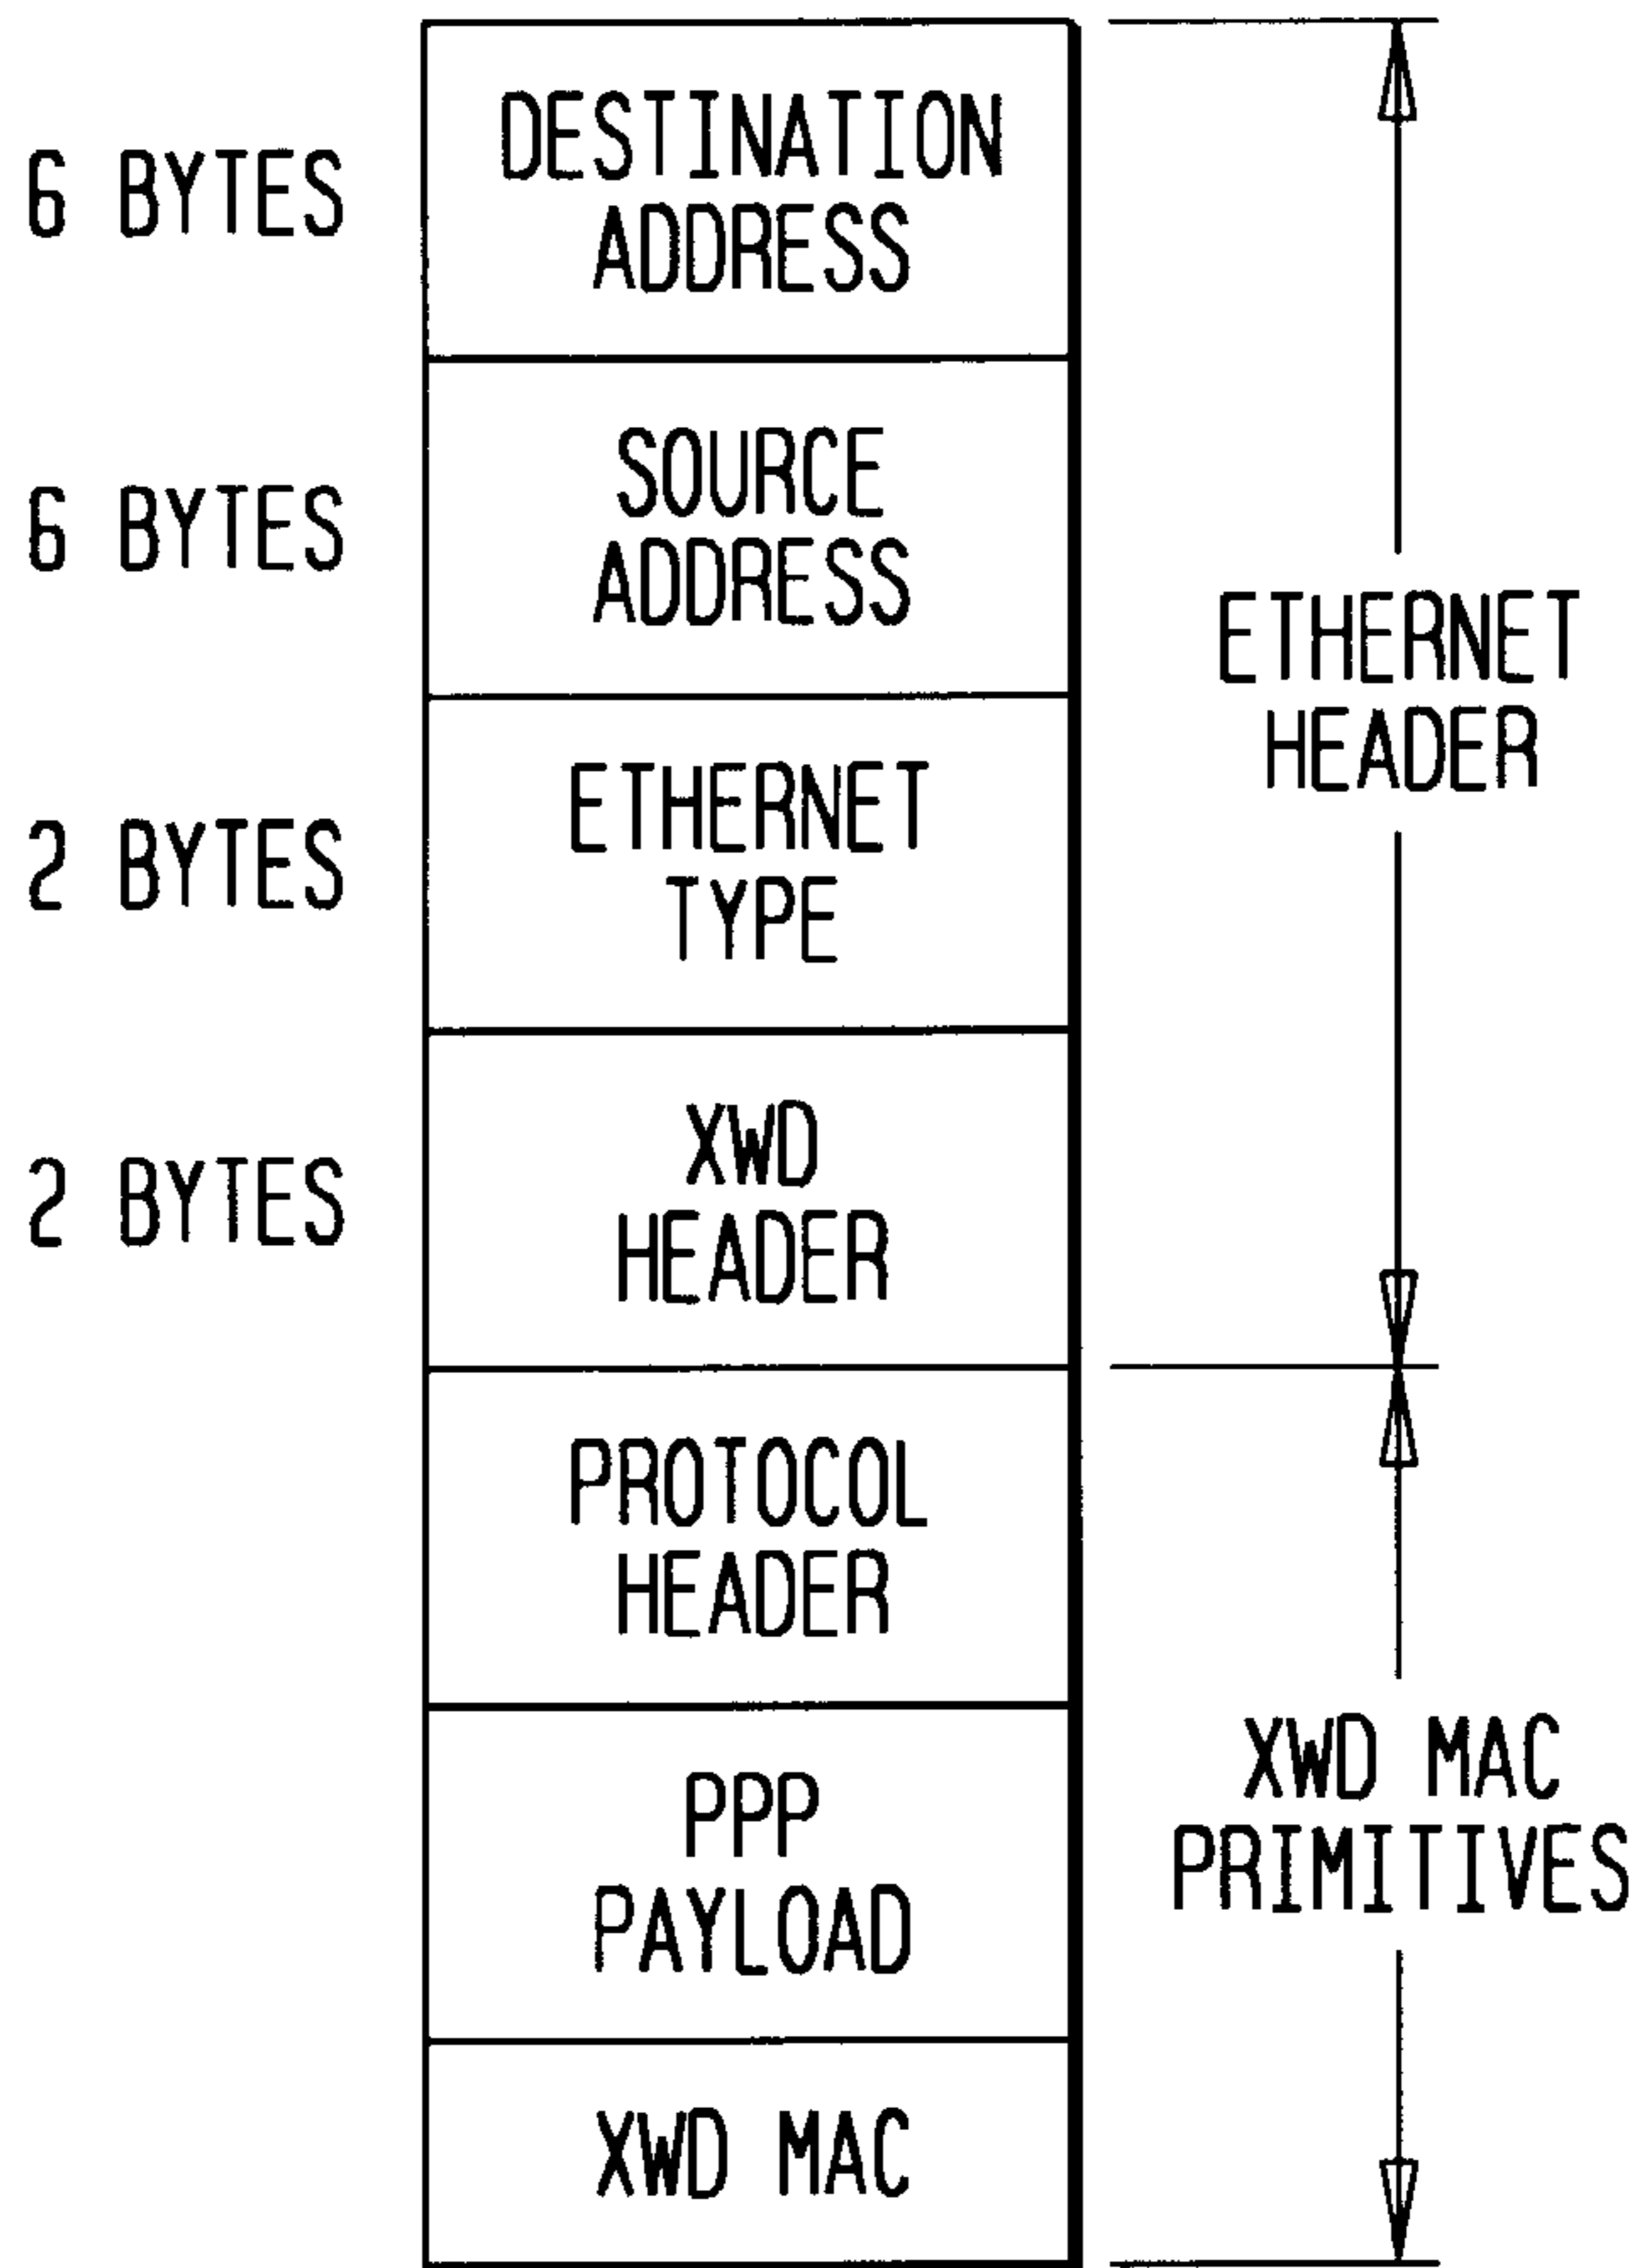 6 BYTES
DESTINATION
ADDRESS
6 BYTES
SOURCE
ADDRESS
ETHERNET
HEADER
2 BYTES
ETHERNET
TYPE
2 BYTES
XWD
HEADER
PROTOCOL
HEADER
PPP
PAYLOAD
XWD MAC
PRIMITIVES
XWD MAC